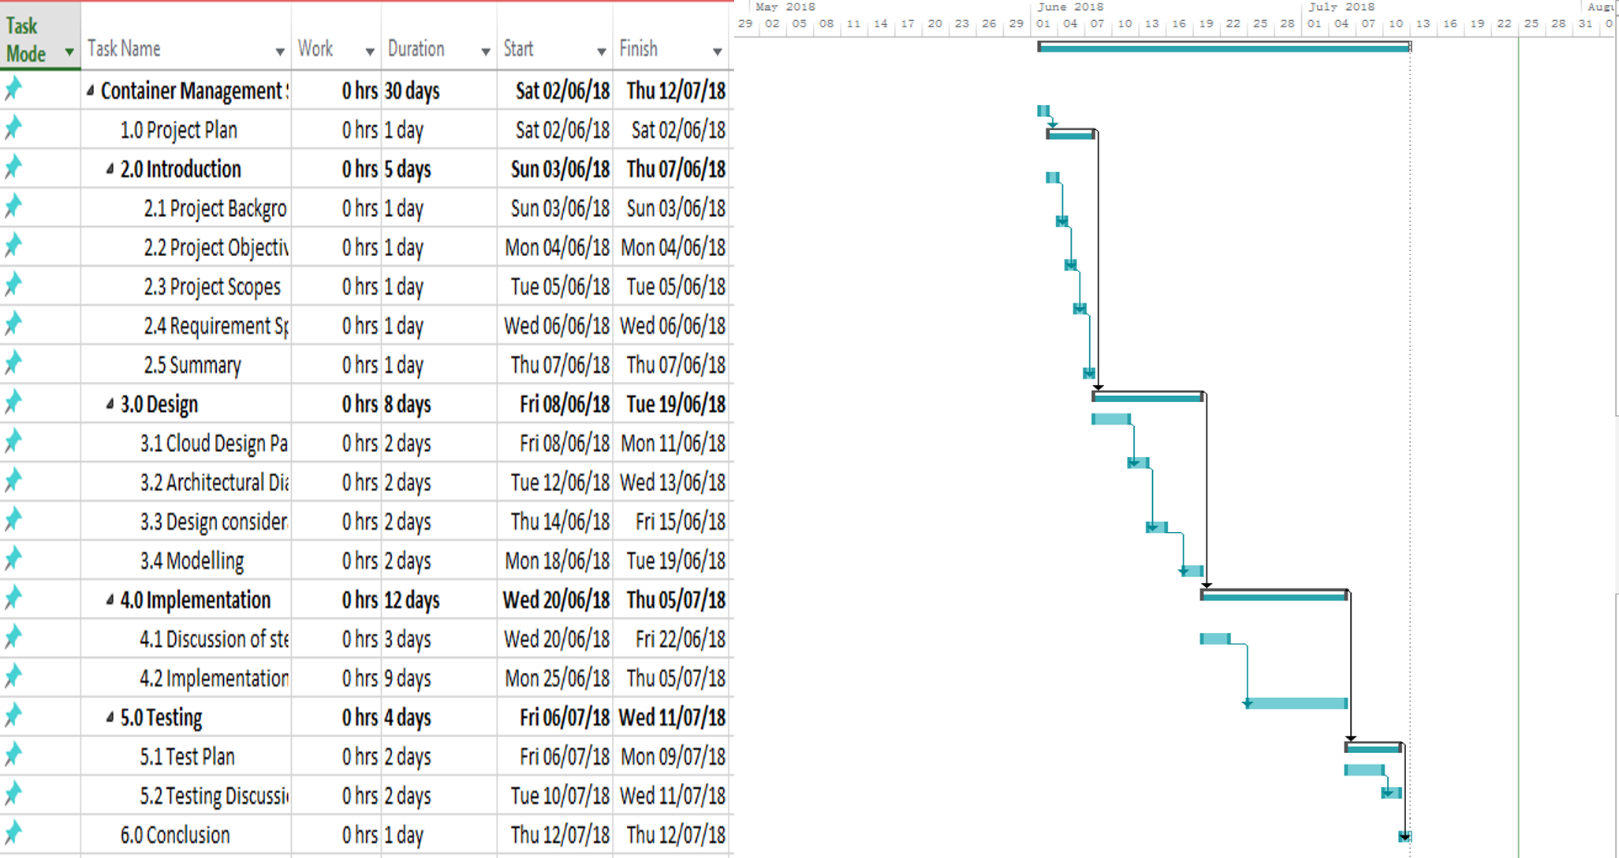 May 2018 June 2018 July 2018 Augu
29 02 05 08 11 14 17 20 23 26 29 01 04 07 10 13 16 19 22 25 28 01 04 07 10 13 16 19 22 25 28 31 0
Task Mode Task Name Work Duration Start Finish
Container Management 0 hrs 30 days Sat 02/06/18 Thu 12/07/18
1.0 Project Plan 0 hrs 1 day Sat 02/06/18 Sat 02/06/18
2.0 Introduction 0 hrs 5 days Sun 03/06/18 Thu 07/06/18
2.1 Project Backgro 0 hrs 1 day Sun 03/06/18 Sun 03/06/18
2.2 Project Objectiv 0 hrs 1 day Mon 04/06/18 Mon 04/06/18
2.3 Project Scopes 0 hrs 1 day Tue 05/06/18 Tue 05/06/18
2.4 Requirement Sp 0 hrs 1 day Wed 06/06/18 Wed 06/06/18
2.5 Summary 0 hrs 1 day Thu 07/06/18 Thu 07/06/18
3.0 Design 0 hrs 8 days Fri 08/06/18 Tue 19/06/18
3.1 Cloud Design Pa 0 hrs 2 days Fri 08/06/18 Mon 11/06/18
3.2 Architectural Dia 0 hrs 2 days Tue 12/06/18 Wed 13/06/18
3.3 Design consider 0 hrs 2 days Thu 14/06/18 Fri 15/06/18
3.4 Modelling 0 hrs 2 days Mon 18/06/18 Tue 19/06/18
4.0 Implementation 0 hrs 12 days Wed 20/06/18 Thu 05/07/18
4.1 Discussion of ste 0 hrs 3 days Wed 20/06/18 Fri 22/06/18
4.2 Implementation 0 hrs 9 days Mon 25/06/18 Thu 05/07/18
5.0 Testing 0 hrs 4 days Fri 06/07/18 Wed 11/07/18
5.1 Test Plan 0 hrs 2 days Fri 06/07/18 Mon 09/07/18
5.2 Testing Discussi 0 hrs 2 days Tue 10/07/18 Wed 11/07/18
6.0 Conclusion 0 hrs 1 day Thu 12/07/18 Thu 12/07/18